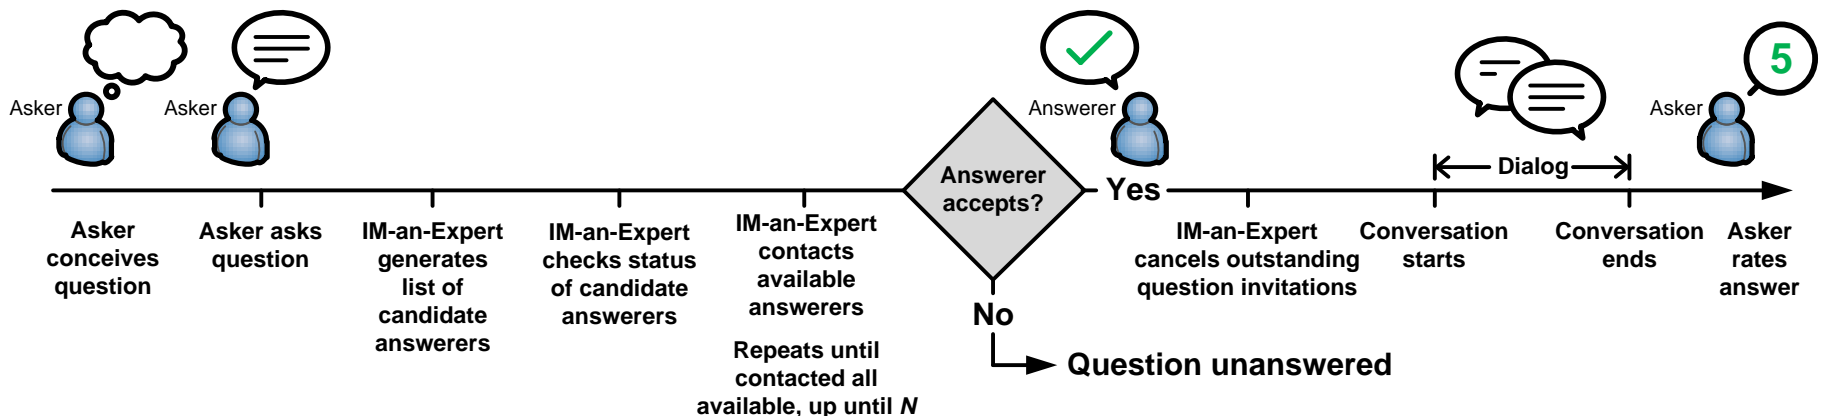 Asker
Asker
Answerer
Asker
5
Dialog
Answerer
accepts?
Yes
No
Question unanswered
Asker
conceives
question
Asker asks
question
IM-an-Expert
generates
list of
candidate
answerers
IM-an-Expert
checks status
of candidate
answerers
IM-an-Expert
contacts
available
answerers
Repeats until
contacted all
available, up until N
IM-an-Expert
cancels outstanding
question invitations
Conversation
starts
Conversation
ends
Asker
rates
answer